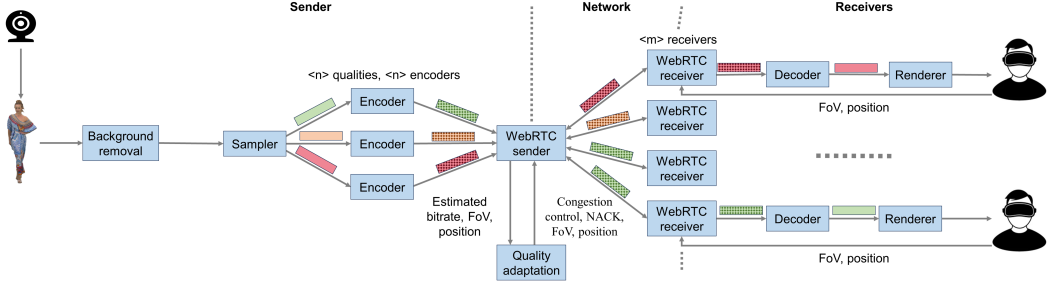 Sender
Network
Receivers
<m> receivers
<n> qualities, <n> encoders
Background
removal
Sampler
Encoder
Encoder
Encoder
WebRTC
sender
Estimated
bitrate, FoV,
position
Congestion
control, NACK,
FoV, position
Quality
adaptation
WebRTC
receiver
Decoder
Renderer
FoV, position
WebRTC
receiver
WebRTC
receiver
WebRTC
receiver
Decoder
Renderer
FoV, position